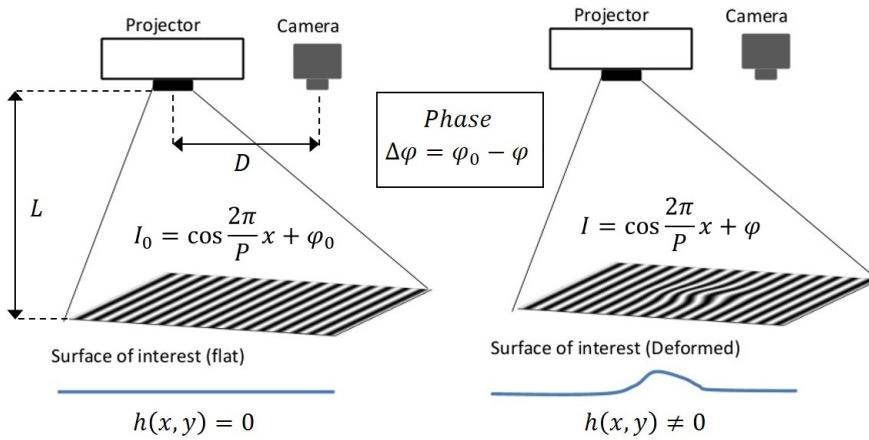 Projector
Camera
D
L
I₀ = cos 2π/P x + φ₀
Surface of interest (flat)
h(x, y) = 0
Phase
Δφ = φ₀ − φ
Projector
Camera
I = cos 2π/P x + φ
Surface of interest (Deformed)
h(x, y) ≠ 0